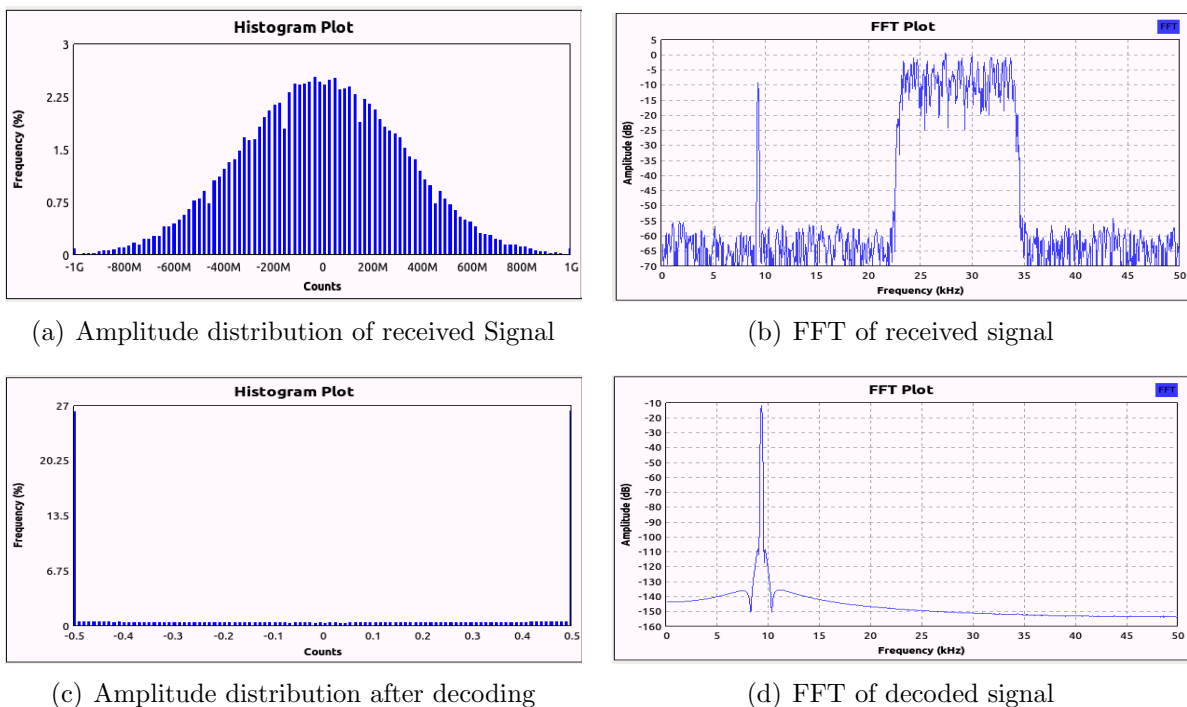 Histogram Plot
3
2.25
1.5
0.75
0
Frequency (%)
-1G -800M -600M -400M -200M 0 200M 400M 600M 800M 1G
Counts
(a) Amplitude distribution of received Signal
FFT Plot
FFT
5
0
-5
-10
-15
-20
-25
-30
-35
-40
-45
-50
-55
-60
-65
-70
Amplitude (dB)
0 5 10 15 20 25 30 35 40 45 50
Frequency (kHz)
(b) FFT of received signal
Histogram Plot
27
20.25
13.5
6.75
0
Frequency (%)
-0.5 -0.4 -0.3 -0.2 -0.1 0 0.1 0.2 0.3 0.4 0.5
Counts
(c) Amplitude distribution after decoding
FFT Plot
FFT
-10
-20
-30
-40
-50
-60
-70
-80
-90
-100
-110
-120
-130
-140
-150
-160
Amplitude (dB)
0 5 10 15 20 25 30 35 40 45 50
Frequency (kHz)
(d) FFT of decoded signal